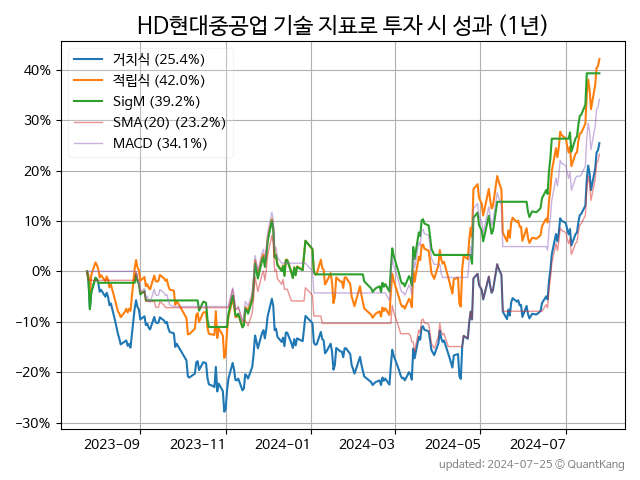 HD현대중공업 기술 지표로 투자 시 성과 (1년)
거치식 (25.4%)
적립식 (42.0%)
SigM (39.2%)
SMA(20) (23.2%)
MACD (34.1%)
40%
30%
20%
10%
0%
−10%
−20%
−30%
2023-09
2023-11
2024-01
2024-03
2024-05
2024-07
updated: 2024-07-25 © QuantKang